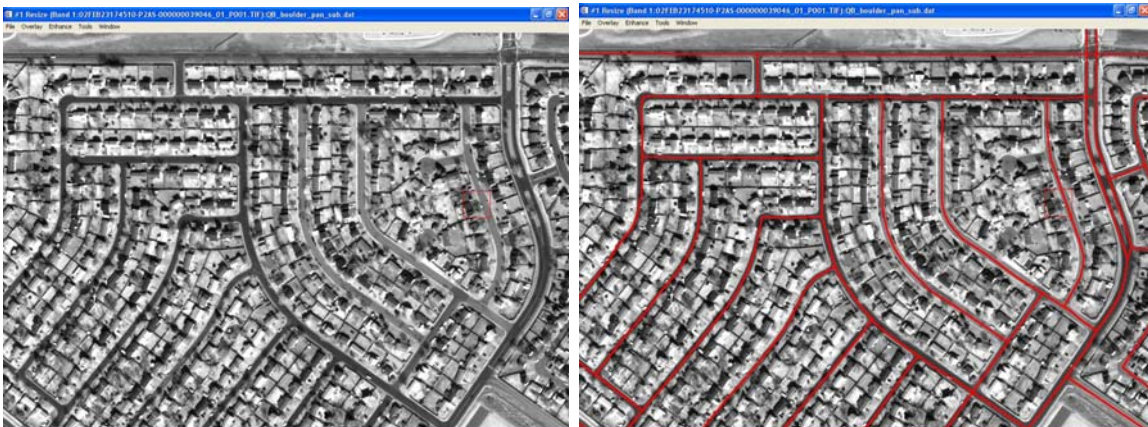 #1 Resize (Band 1:02FEB23174510-P2AS-000000039046_01_P001.TIF):QB_boulder_pan_sub.dat
File Overlay Enhance Tools Window
#1 Resize (Band 1:02FEB23174510-P2AS-000000039046_01_P001.TIF):QB_boulder_pan_sub.dat
File Overlay Enhance Tools Window